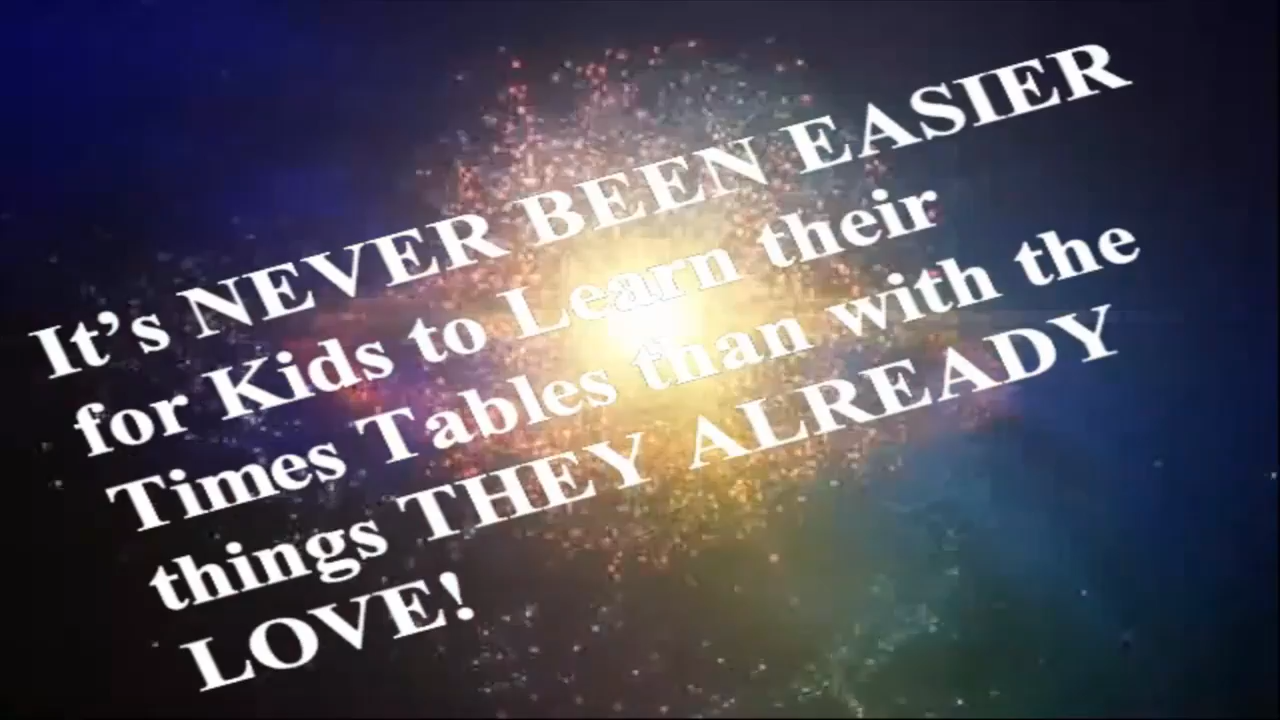 It's NEVER BEEN EASIER
for Kids to Learn their
Times Tables than with the
things THEY ALREADY
LOVE!